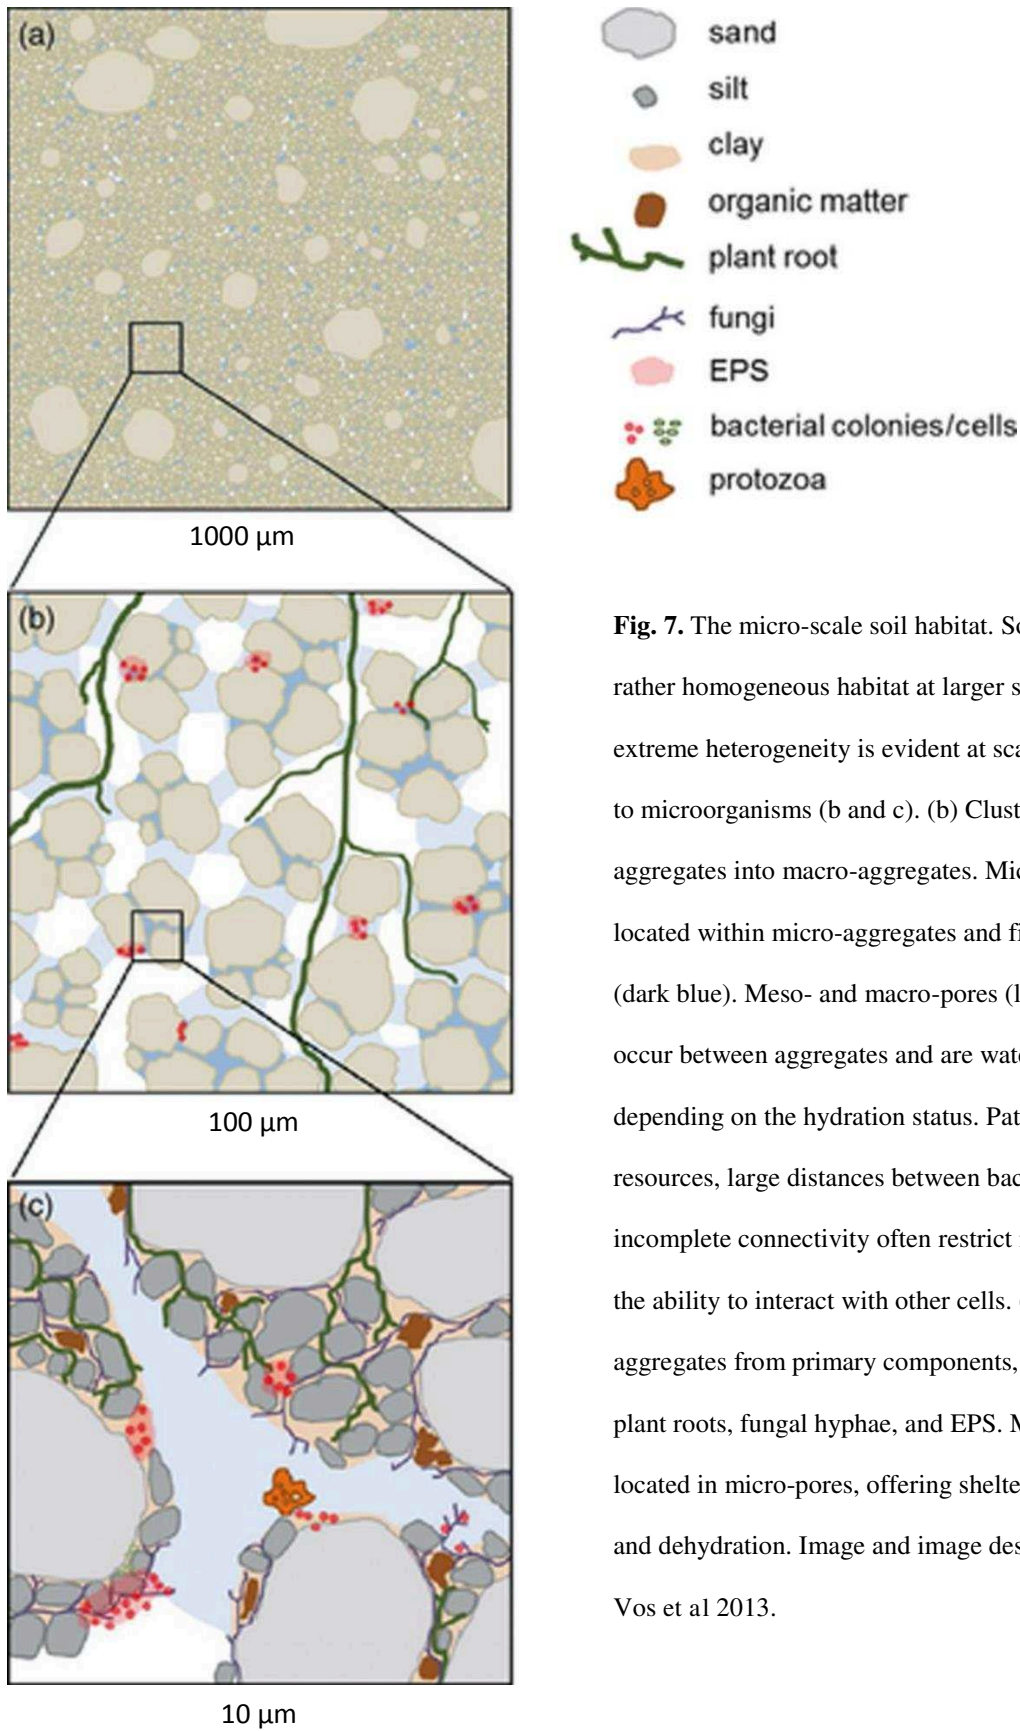 (a)
1000 µm
(b)
100 µm
(c)
10 µm
sand
silt
clay
organic matter
plant root
fungi
EPS
bacterial colonies/cells
protozoa
Fig. 7. The micro-scale soil habitat. So
rather homogeneous habitat at larger s
extreme heterogeneity is evident at sca
to microorganisms (b and c). (b) Clust
aggregates into macro-aggregates. Mic
located within micro-aggregates and fi
(dark blue). Meso- and macro-pores (l
occur between aggregates and are wate
depending on the hydration status. Pat
resources, large distances between bac
incomplete connectivity often restrict
the ability to interact with other cells.
aggregates from primary components,
plant roots, fungal hyphae, and EPS. M
located in micro-pores, offering shelte
and dehydration. Image and image des
Vos et al 2013.